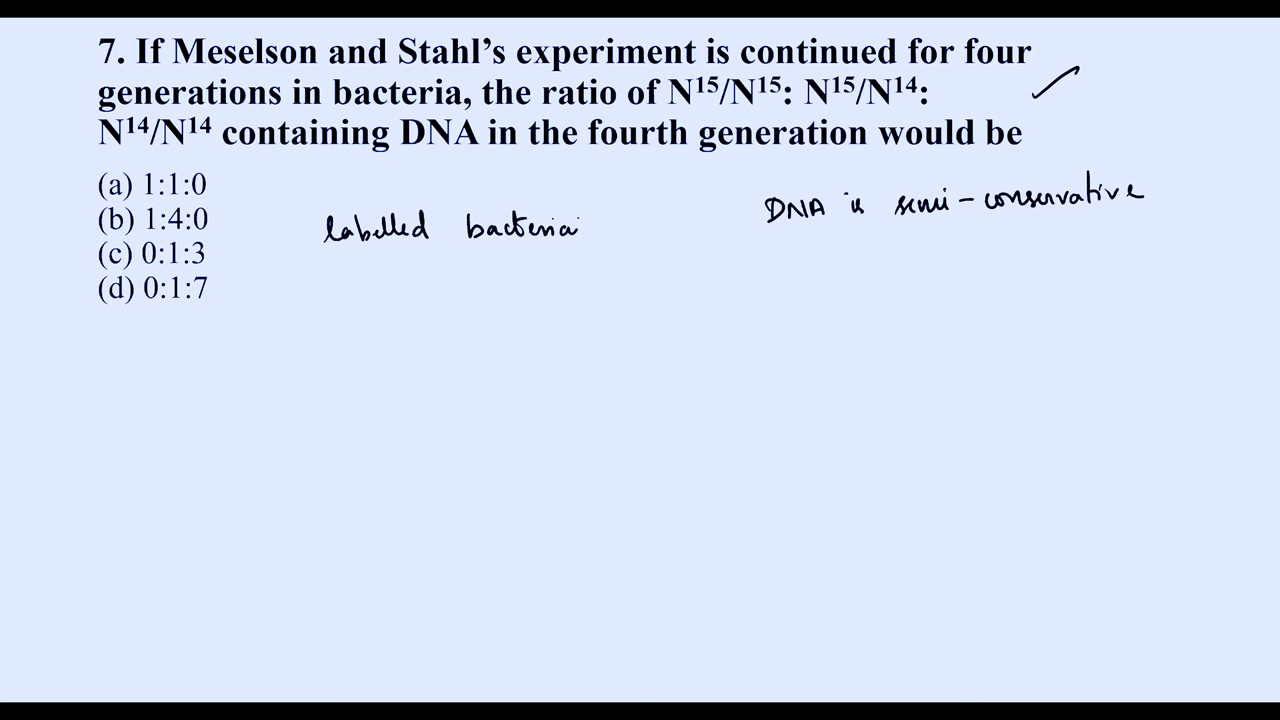 7. If Meselson and Stahl’s experiment is continued for four
generations in bacteria, the ratio of N¹⁵/N¹⁵: N¹⁵/N¹⁴:
N¹⁴/N¹⁴ containing DNA in the fourth generation would be
(a) 1:1:0
(b) 1:4:0
(c) 0:1:3
(d) 0:1:7
labelled bacteria
DNA is semi-conservative